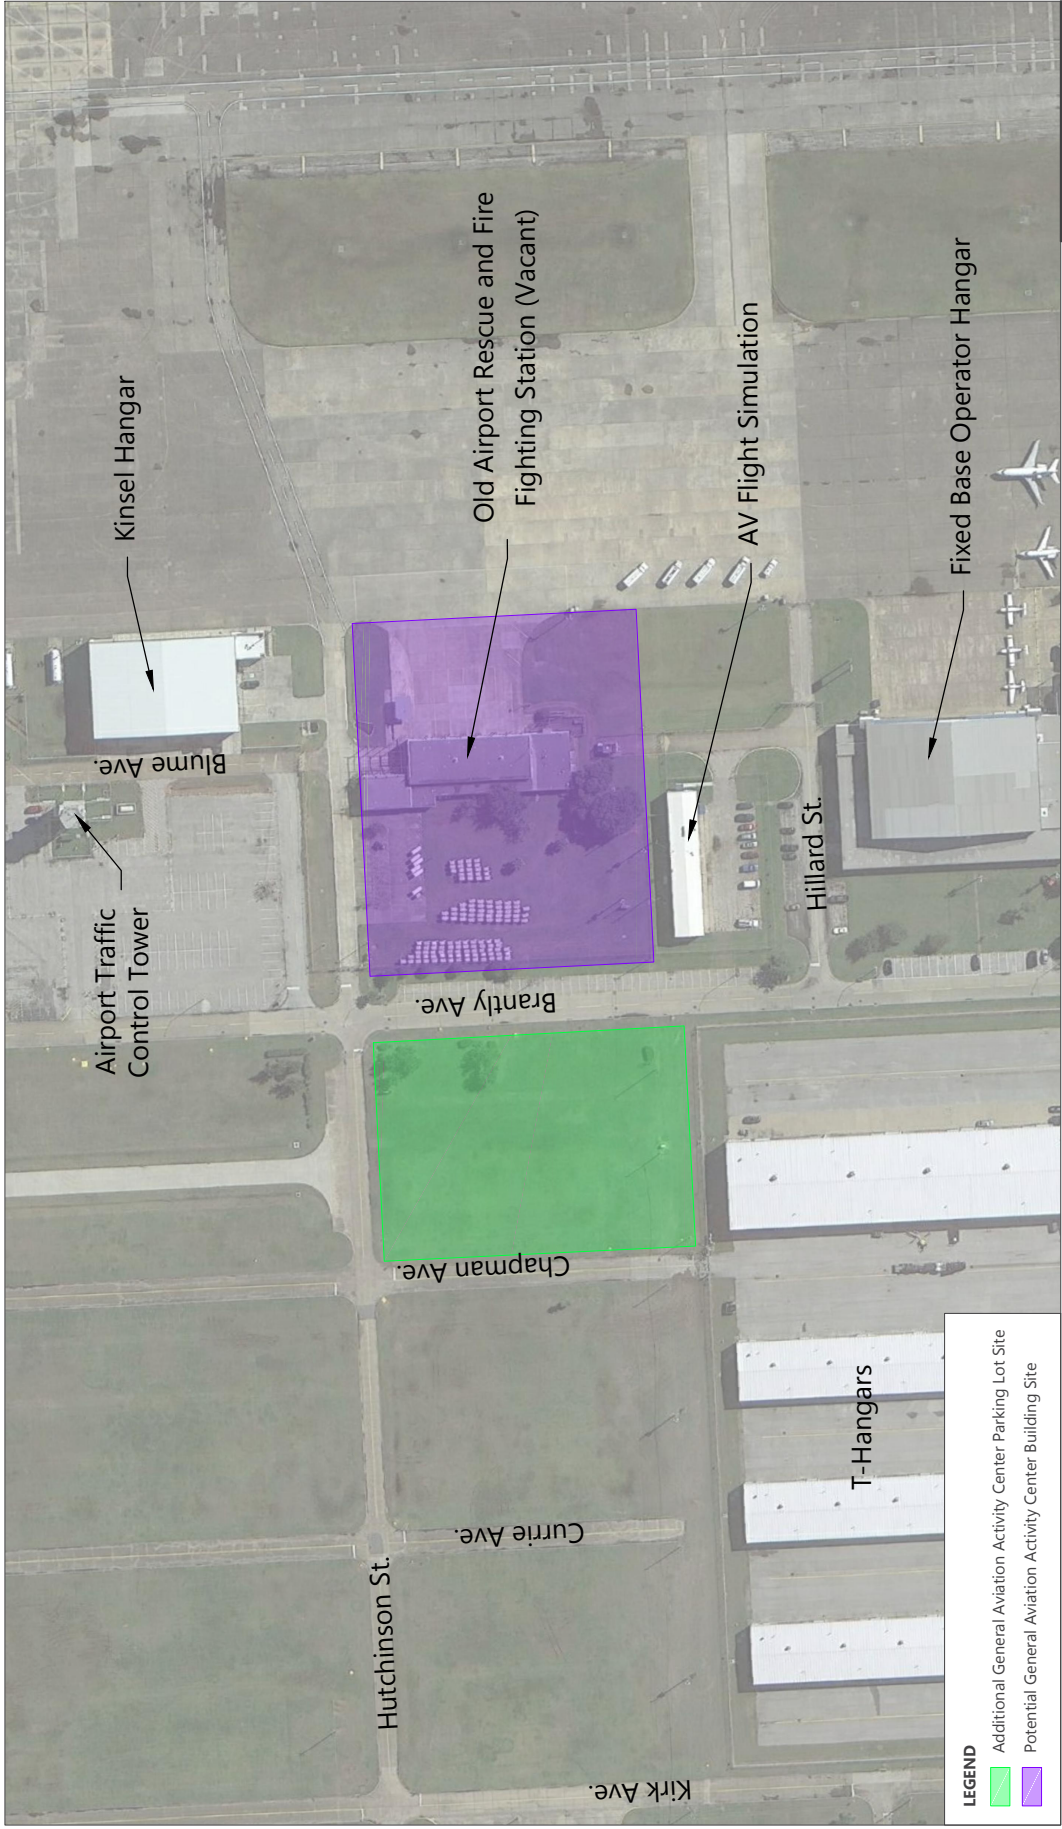 Kinsel Hangar
Old Airport Rescue and Fire
Fighting Station (Vacant)
AV Flight Simulation
Fixed Base Operator Hangar
Airport Traffic
Control Tower
Blume Ave.
Brantly Ave.
Hillard St.
Chapman Ave.
Currie Ave.
Hutchinson St.
Kirk Ave.
T-Hangars
LEGEND
Additional General Aviation Activity Center Parking Lot Site
Potential General Aviation Activity Center Building Site